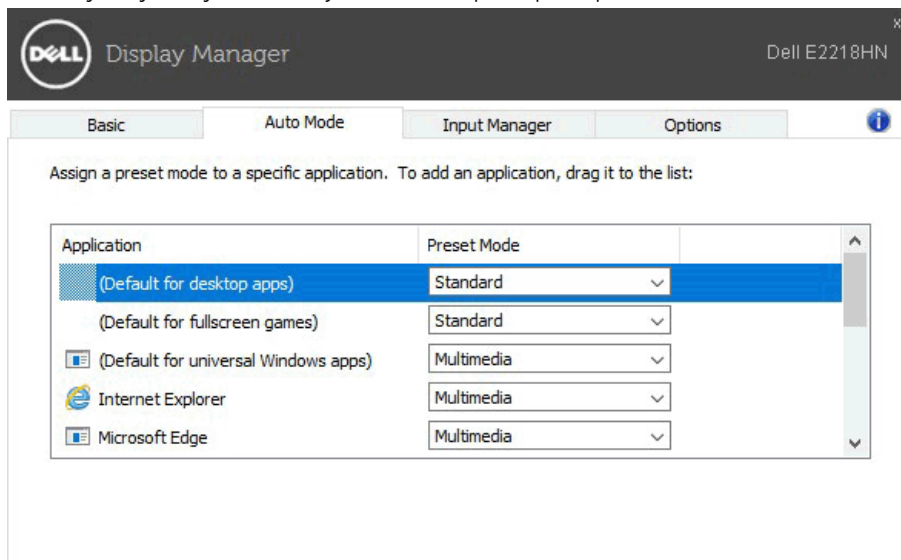 DELL Display Manager
x
Dell E2218HN
Basic Auto Mode Input Manager Options
Assign a preset mode to a specific application. To add an application, drag it to the list:
Application Preset Mode
(Default for desktop apps) Standard
(Default for fullscreen games) Standard
(Default for universal Windows apps) Multimedia
Internet Explorer Multimedia
Microsoft Edge Multimedia